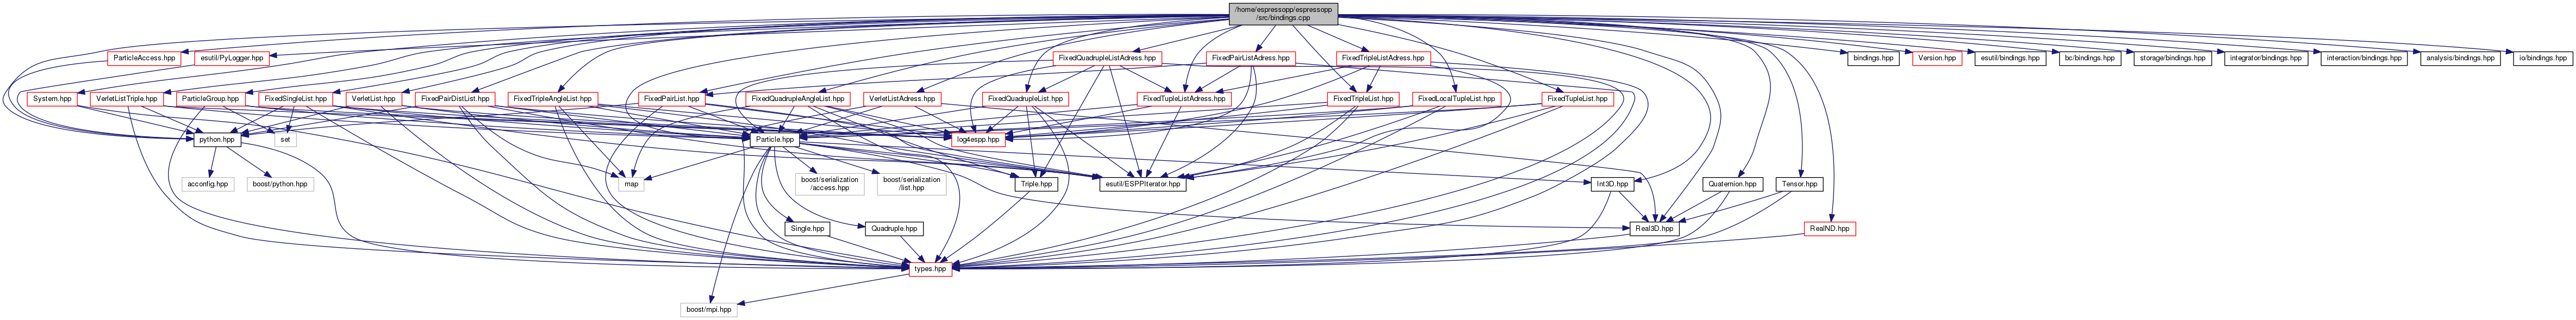 /home/espressopp/espressopp
/src/bindings.cpp
ParticleAccess.hpp
esutil/PyLogger.hpp
FixedQuadrupleListAdress.hpp
FixedPairListAdress.hpp
FixedTripleListAdress.hpp
bindings.hpp
Version.hpp
esutil/bindings.hpp
bc/bindings.hpp
storage/bindings.hpp
integrator/bindings.hpp
interaction/bindings.hpp
analysis/bindings.hpp
io/bindings.hpp
System.hpp
VerletListTriple.hpp
ParticleGroup.hpp
FixedSingleList.hpp
VerletList.hpp
FixedPairDistList.hpp
FixedTripleAngleList.hpp
FixedPairList.hpp
FixedQuadrupleAngleList.hpp
VerletListAdress.hpp
FixedQuadrupleList.hpp
FixedTupleListAdress.hpp
FixedTripleList.hpp
FixedLocalTupleList.hpp
FixedTupleList.hpp
python.hpp
set
Particle.hpp
log4espp.hpp
acconfig.hpp
boost/python.hpp
map
boost/serialization
/access.hpp
boost/serialization
/list.hpp
Triple.hpp
esutil/ESPPIterator.hpp
Int3D.hpp
Quaternion.hpp
Tensor.hpp
Single.hpp
Quadruple.hpp
Real3D.hpp
RealND.hpp
types.hpp
boost/mpi.hpp